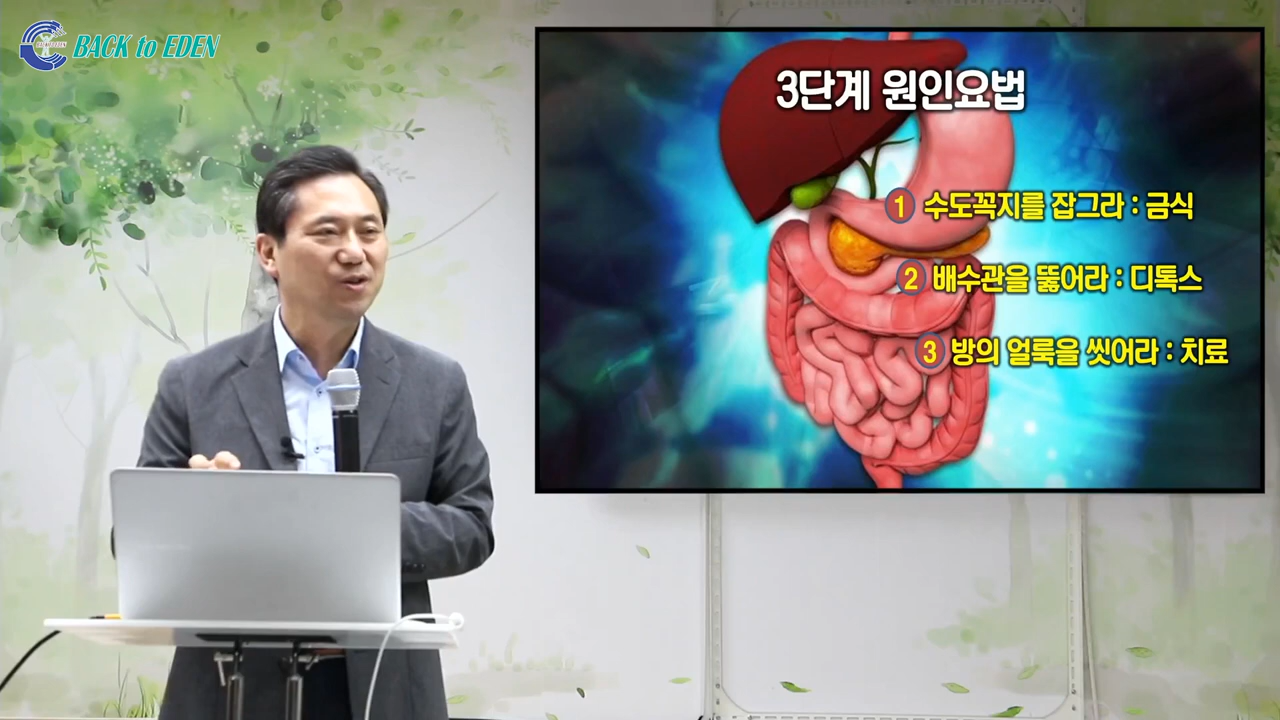 BACK to EDEN
3단계 원인요법
1 수도꼭지를 잡그라 : 금식
2 배수관을 뚫어라 : 디톡스
3 방의 얼룩을 씻어라 : 치료